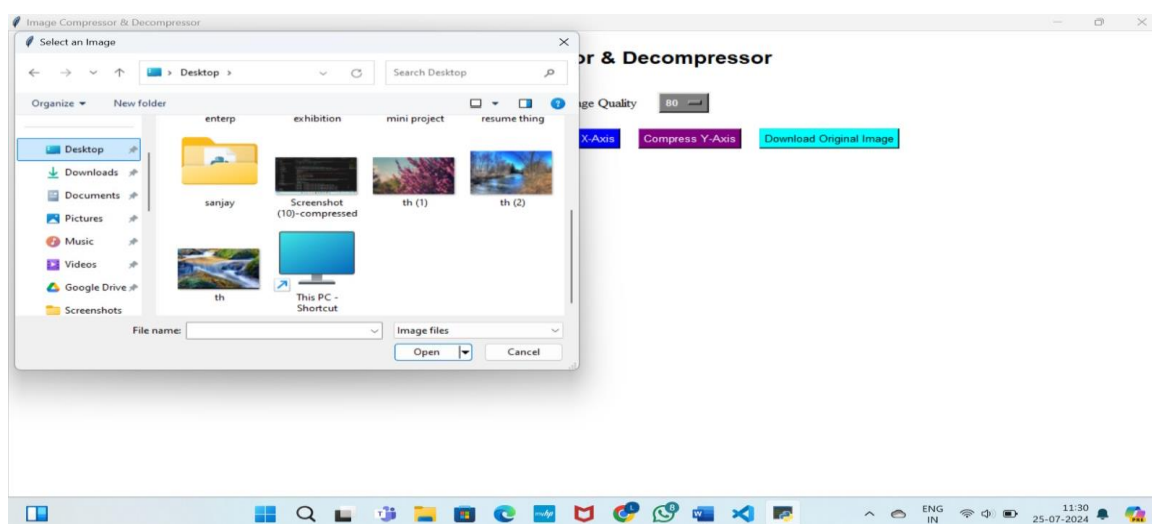 Image Compressor & Decompressor
Select an Image
Desktop
Search Desktop
or & Decompressor
Organize
New folder
age Quality
80
enterp
exhibition
mini project
resume thing
X-Axis
Compress Y-Axis
Download Original Image
Desktop
Downloads
Documents
Pictures
Music
Videos
Google Drive
Screenshots
sanjay
Screenshot
(10)-compressed
th (1)
th (2)
th
This PC -
Shortcut
File name:
Image files
Open
Cancel
ENG
IN
11:30
25-07-2024